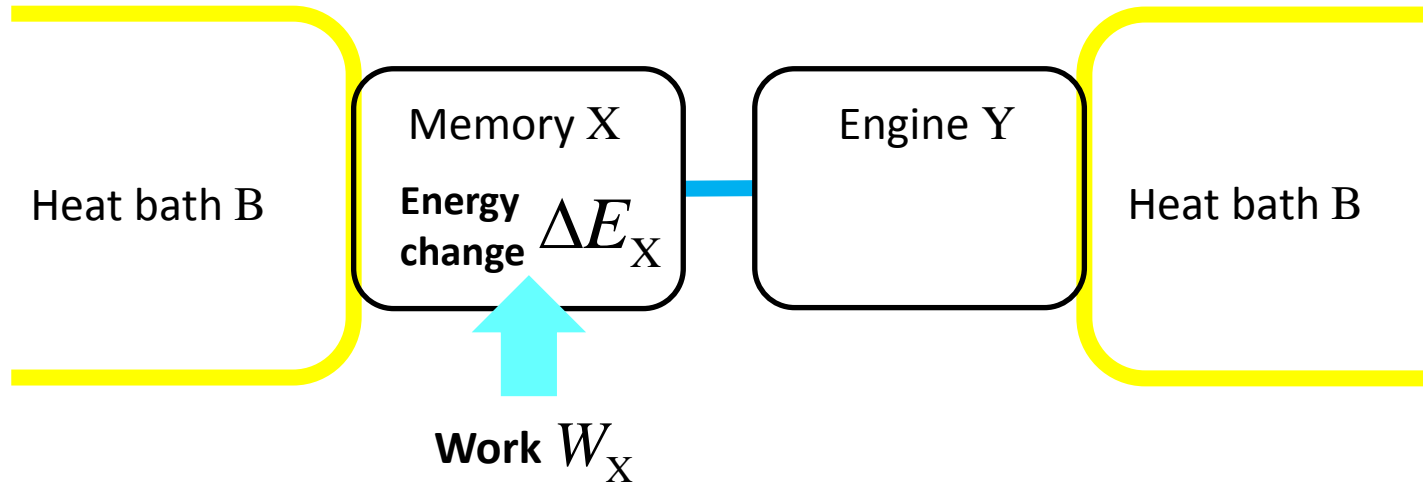 Memory X
Engine Y
Heat bath B
Energy
change ΔE_X
Heat bath B
Work W_X